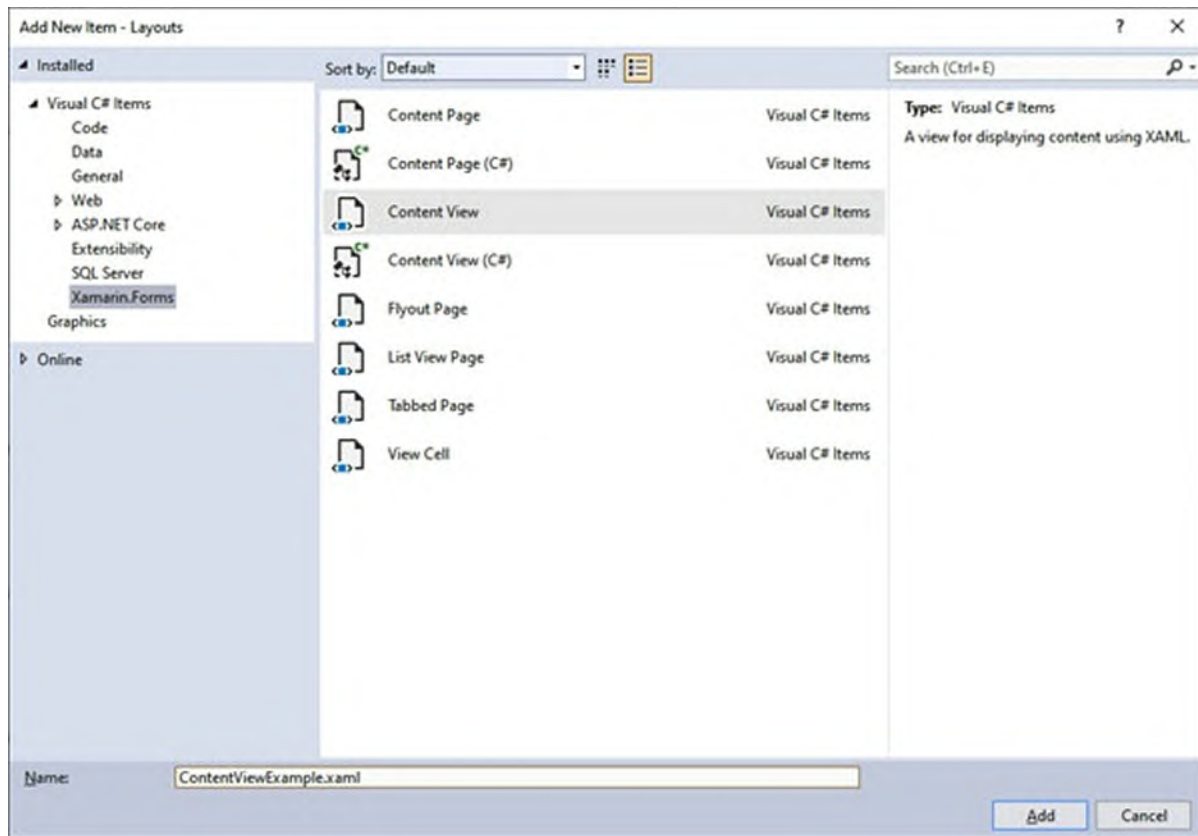 Add New Item - Layouts
? ×
Installed
Sort by: Default
Search (Ctrl+E)
Visual C# Items
Code
Data
General
Web
ASP.NET Core
Extensibility
SQL Server
Xamarin.Forms
Graphics
Online
Content Page Visual C# Items
C#
Content Page (C#) Visual C# Items
Content View Visual C# Items
C#
Content View (C#) Visual C# Items
Flyout Page Visual C# Items
List View Page Visual C# Items
Tabbed Page Visual C# Items
View Cell Visual C# Items
Type: Visual C# Items
A view for displaying content using XAML.
Name: ContentViewExample.xaml
Add Cancel